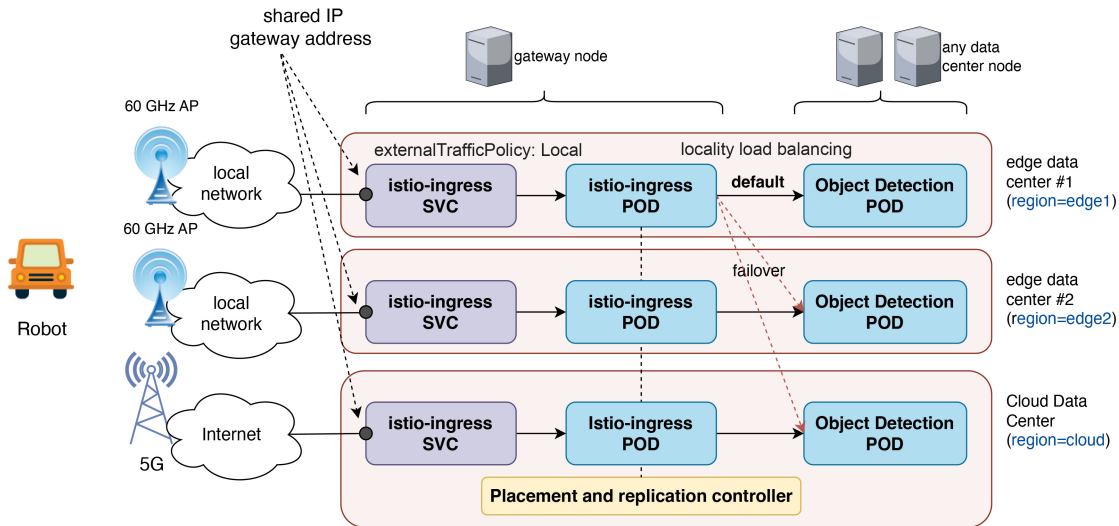 shared IP
gateway address
gateway node
any data
center node
60 GHz AP
local
network
externalTrafficPolicy: Local
locality load balancing
istio-ingress
SVC
istio-ingress
POD
default
Object Detection
POD
edge data
center #1
(region=edge1)
60 GHz AP
local
network
istio-ingress
SVC
istio-ingress
POD
failover
Object Detection
POD
edge data
center #2
(region=edge2)
Robot
5G
Internet
istio-ingress
SVC
Istio-ingress
POD
Object Detection
POD
Cloud Data
Center
(region=cloud)
Placement and replication controller